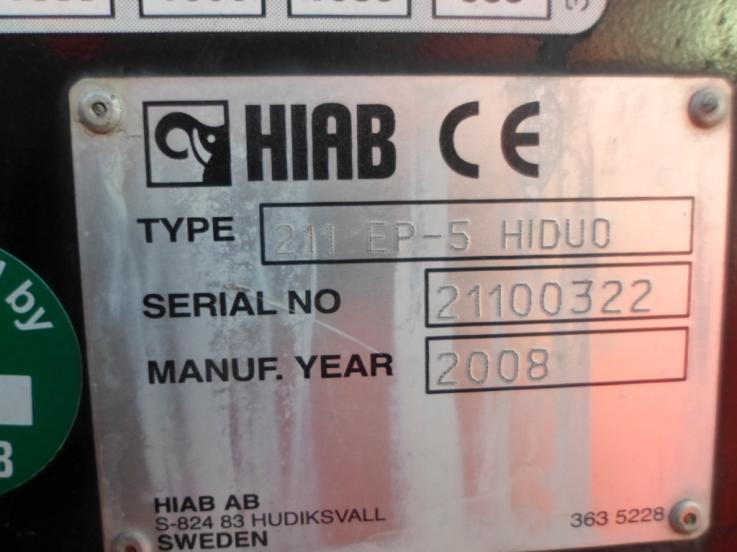 HIAB CE
TYPE 211 EP-5 HIDUO
SERIAL NO 21100322
MANUF. YEAR 2008
by
B
HIAB AB
S-824 83 HUDIKSVALL 363 5228
SWEDEN